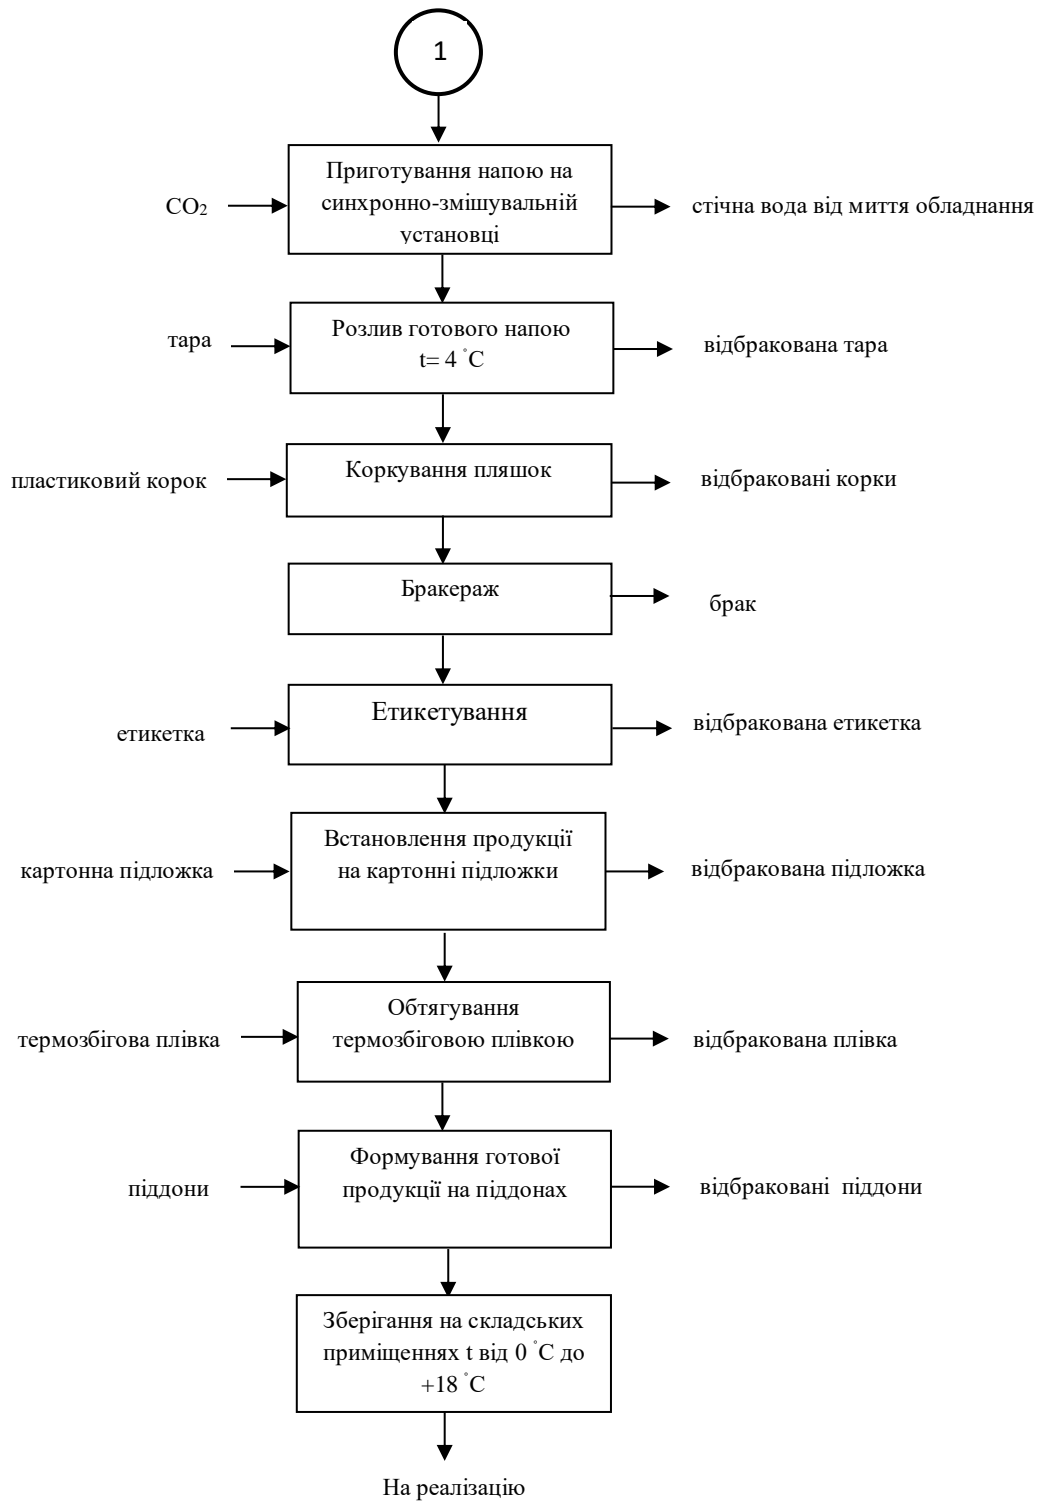 1
Приготування напою на
синхронно-змішувальній
установці
CO₂
стічна вода від миття обладнання
Розлив готового напою
t= 4 °C
тара
відбракована тара
Коркування пляшок
пластиковий корок
відбраковані корки
Бракераж
брак
Етикетування
етикетка
відбракована етикетка
Встановлення продукції
на картонні підложки
картонна підложка
відбракована підложка
Обтягування
термозбіговою плівкою
термозбігова плівка
відбракована плівка
Формування готової
продукції на піддонах
піддони
відбраковані піддони
Зберігання на складських
приміщеннях t від 0 °C до
+18 °C
На реалізацію